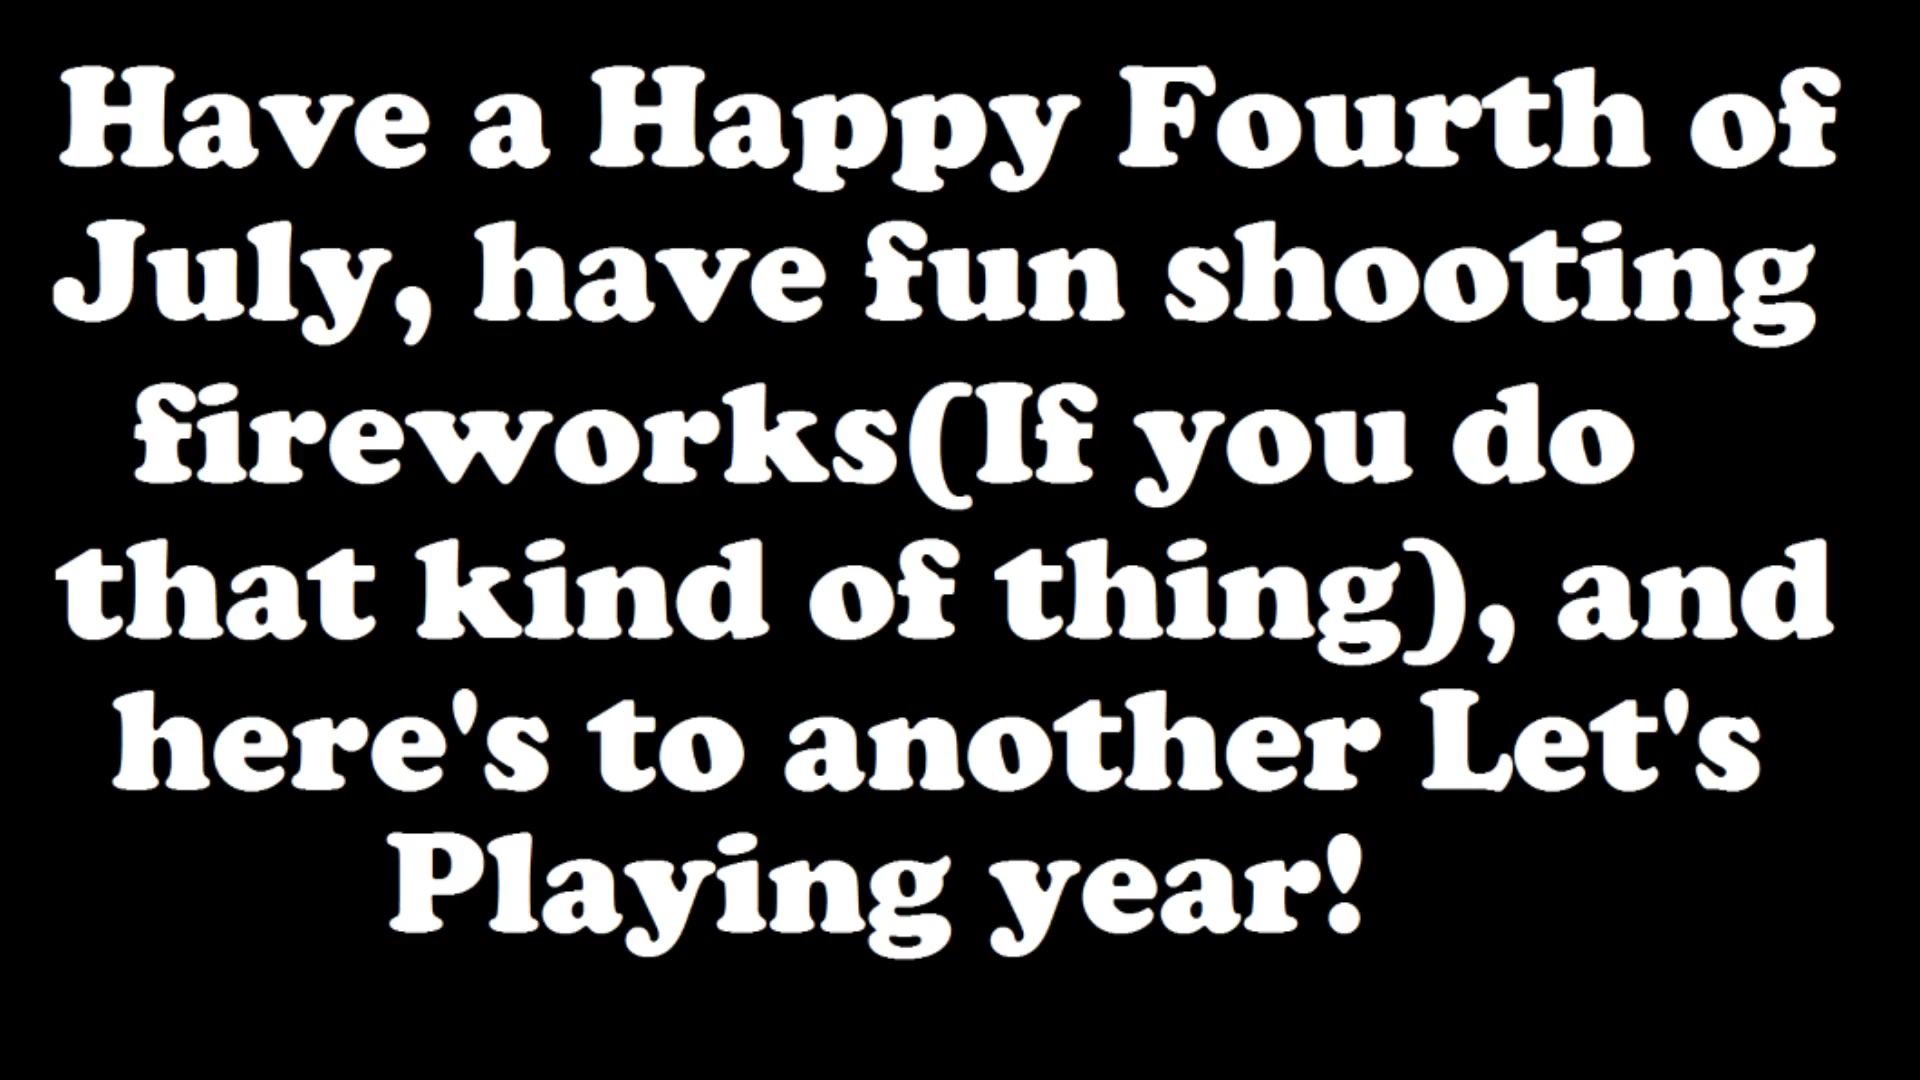 Have a Happy Fourth of
July, have fun shooting
fireworks(If you do
that kind of thing), and
here's to another Let's
Playing year!